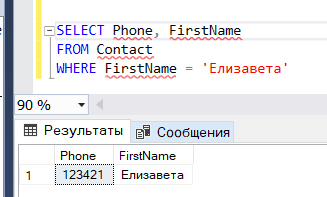 SELECT Phone, FirstName
FROM Contact
WHERE FirstName = 'Елизавета'
90 %
Результаты Сообщения
Phone FirstName
1 123421 Елизавета